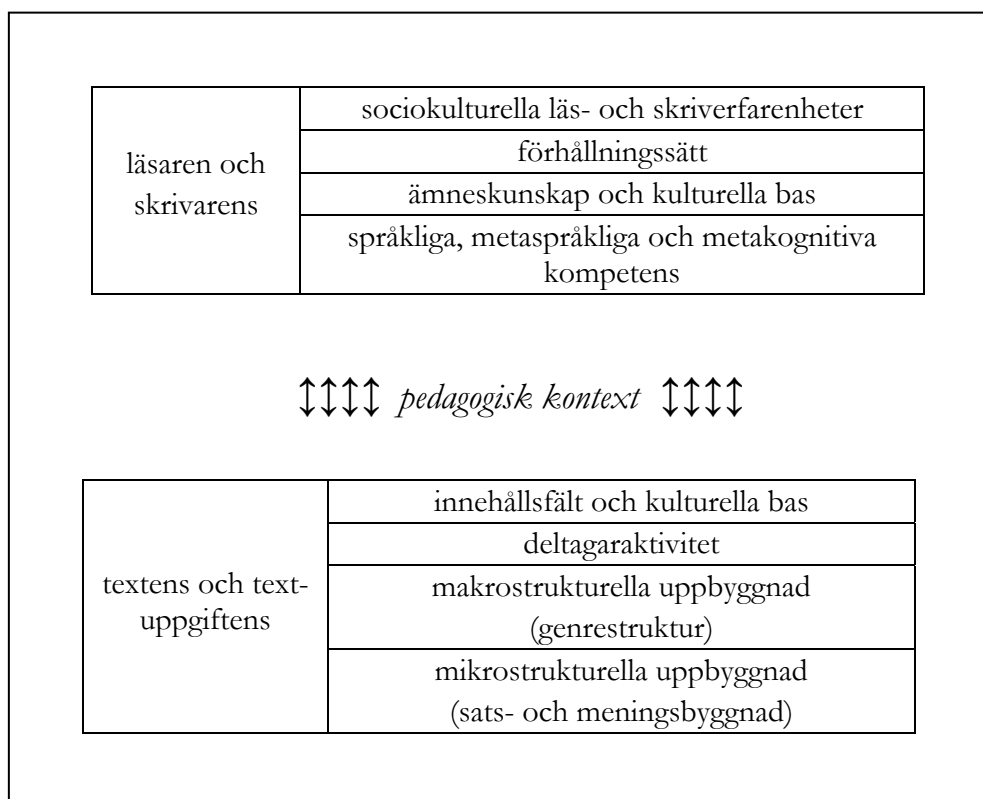 läsaren och
skrivarens
sociokulturella läs- och skriverfarenheter
förhållningssätt
ämneskunskap och kulturella bas
språkliga, metaspråkliga och metakognitiva
kompetens
↕↕↕↕ pedagogisk kontext ↕↕↕↕
textens och text-
uppgiftens
innehållsfält och kulturella bas
deltagaraktivitet
makrostrukturella uppbyggnad
(genrestruktur)
mikrostrukturella uppbyggnad
(sats- och meningsbyggnad)